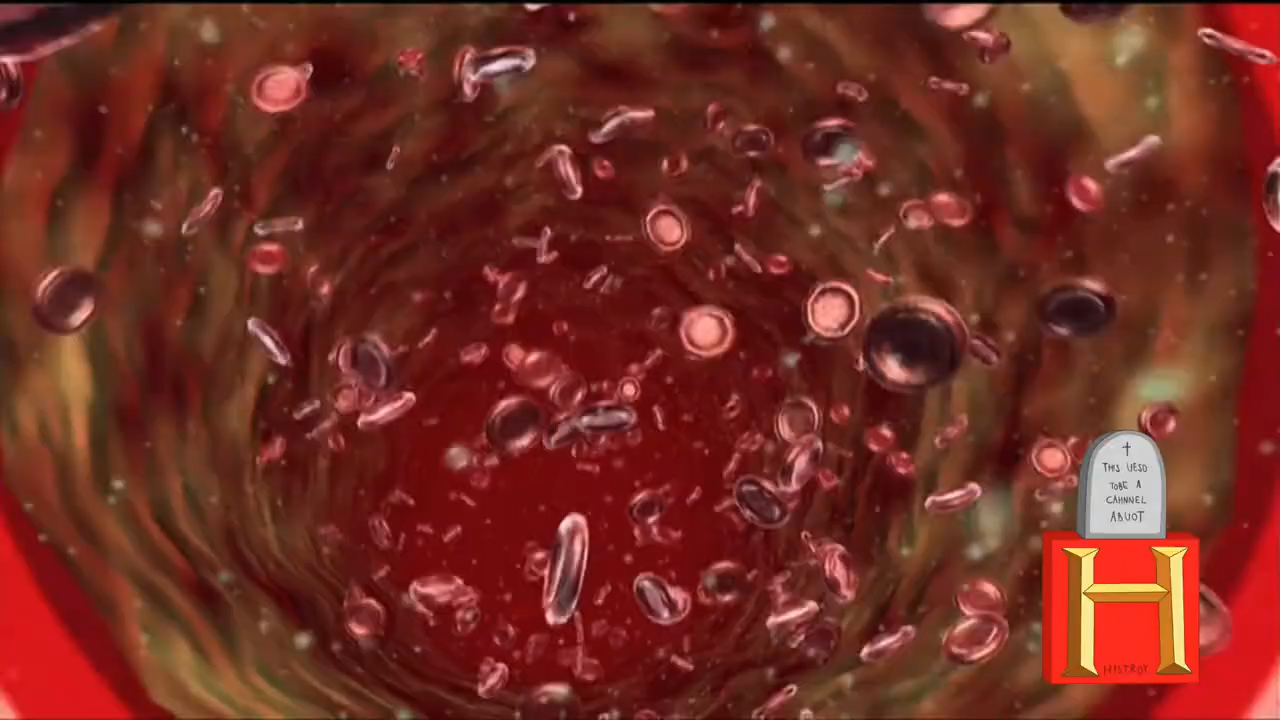 THIS UESD
TOBE A
CAHNNEL
ABUOT
H
HISTROY